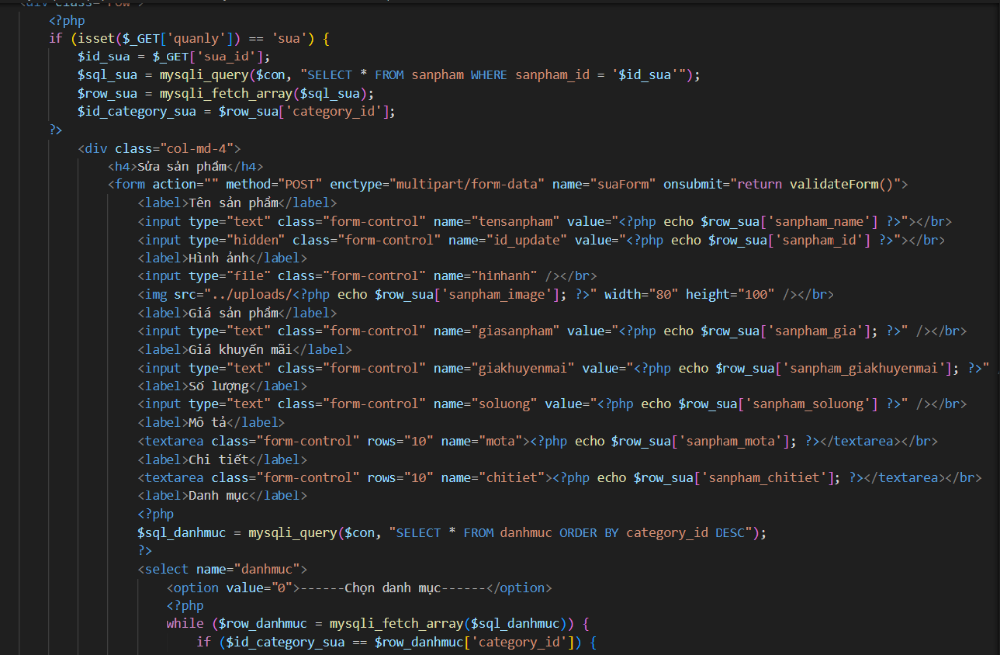 <div class="row">
<?php
if (isset($_GET['quanly']) == 'sua') {
$id_sua = $_GET['sua_id'];
$sql_sua = mysqli_query($con, "SELECT * FROM sanpham WHERE sanpham_id = '$id_sua'");
$row_sua = mysqli_fetch_array($sql_sua);
$id_category_sua = $row_sua['category_id'];
?>
<div class="col-md-4">
<h4>Sửa sản phẩm</h4>
<form action="" method="POST" enctype="multipart/form-data" name="suaForm" onsubmit="return validateForm()">
<label>Tên sản phẩm</label>
<input type="text" class="form-control" name="tensanpham" value="<?php echo $row_sua['sanpham_name'] ?>"></br>
<input type="hidden" class="form-control" name="id_update" value="<?php echo $row_sua['sanpham_id'] ?>"></br>
<label>Hình ảnh</label>
<input type="file" class="form-control" name="hinhanh" /></br>
<img src="../uploads/<?php echo $row_sua['sanpham_image']; ?>" width="80" height="100" /></br>
<label>Giá sản phẩm</label>
<input type="text" class="form-control" name="giasanpham" value="<?php echo $row_sua['sanpham_gia']; ?>" /></br>
<label>Giá khuyến mãi</label>
<input type="text" class="form-control" name="giakhuyenmai" value="<?php echo $row_sua['sanpham_giakhuyenmai']; ?>"
<label>Số lượng</label>
<input type="text" class="form-control" name="soluong" value="<?php echo $row_sua['sanpham_soluong'] ?>" /></br>
<label>Mô tả</label>
<textarea class="form-control" rows="10" name="mota"><?php echo $row_sua['sanpham_mota']; ?></textarea></br>
<label>Chi tiết</label>
<textarea class="form-control" rows="10" name="chitiet"><?php echo $row_sua['sanpham_chitiet']; ?></textarea></br>
<label>Danh mục</label>
<?php
$sql_danhmuc = mysqli_query($con, "SELECT * FROM danhmuc ORDER BY category_id DESC");
?>
<select name="danhmuc">
<option value="0">------Chọn danh mục------</option>
<?php
while ($row_danhmuc = mysqli_fetch_array($sql_danhmuc)) {
if ($id_category_sua == $row_danhmuc['category_id']) {